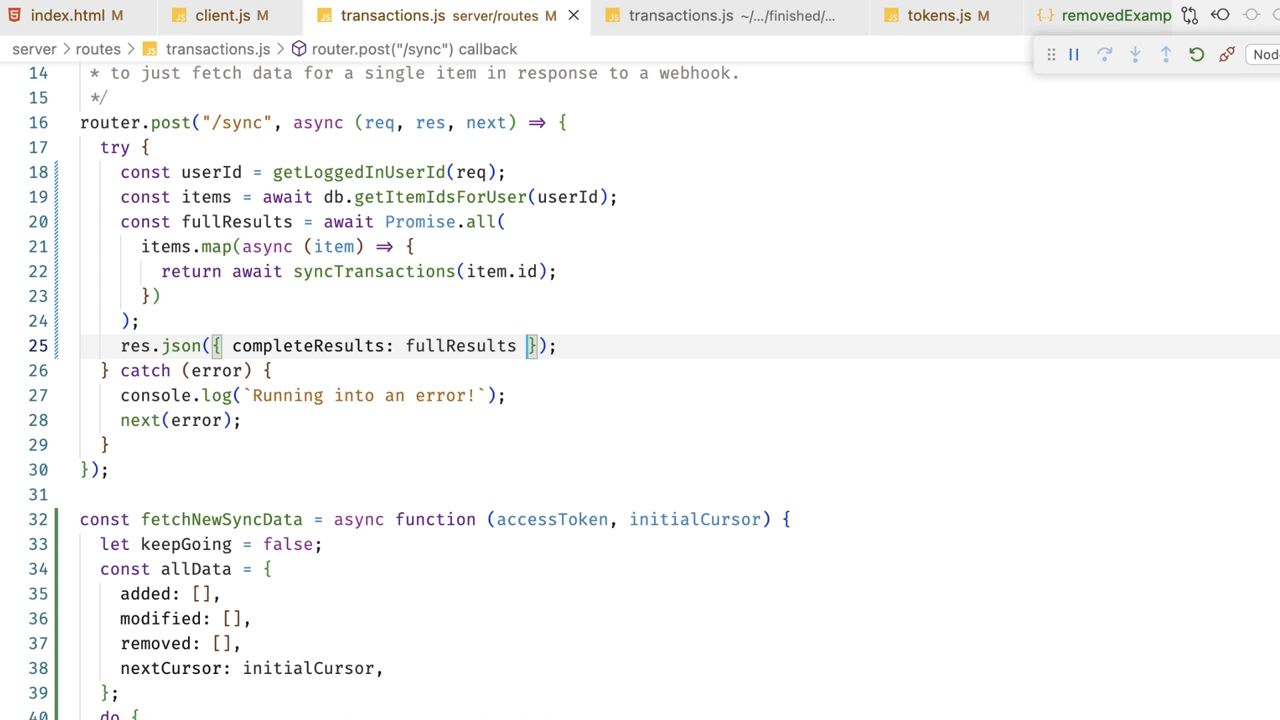 index.html M client.js M transactions.js server/routes M transactions.js ~/.../finished/... tokens.js M removedExamp
server > routes > transactions.js > router.post("/sync") callback
Nod
14 * to just fetch data for a single item in response to a webhook.
15 */
16 router.post("/sync", async (req, res, next) => {
17 try {
18 const userId = getLoggedInUserId(req);
19 const items = await db.getItemIdsForUser(userId);
20 const fullResults = await Promise.all(
21 items.map(async (item) => {
22 return await syncTransactions(item.id);
23 })
24 );
25 res.json({ completeResults: fullResults });
26 } catch (error) {
27 console.log(`Running into an error!`);
28 next(error);
29 }
30 });
31
32 const fetchNewSyncData = async function (accessToken, initialCursor) {
33 let keepGoing = false;
34 const allData = {
35 added: [],
36 modified: [],
37 removed: [],
38 nextCursor: initialCursor,
39 };
40 do {